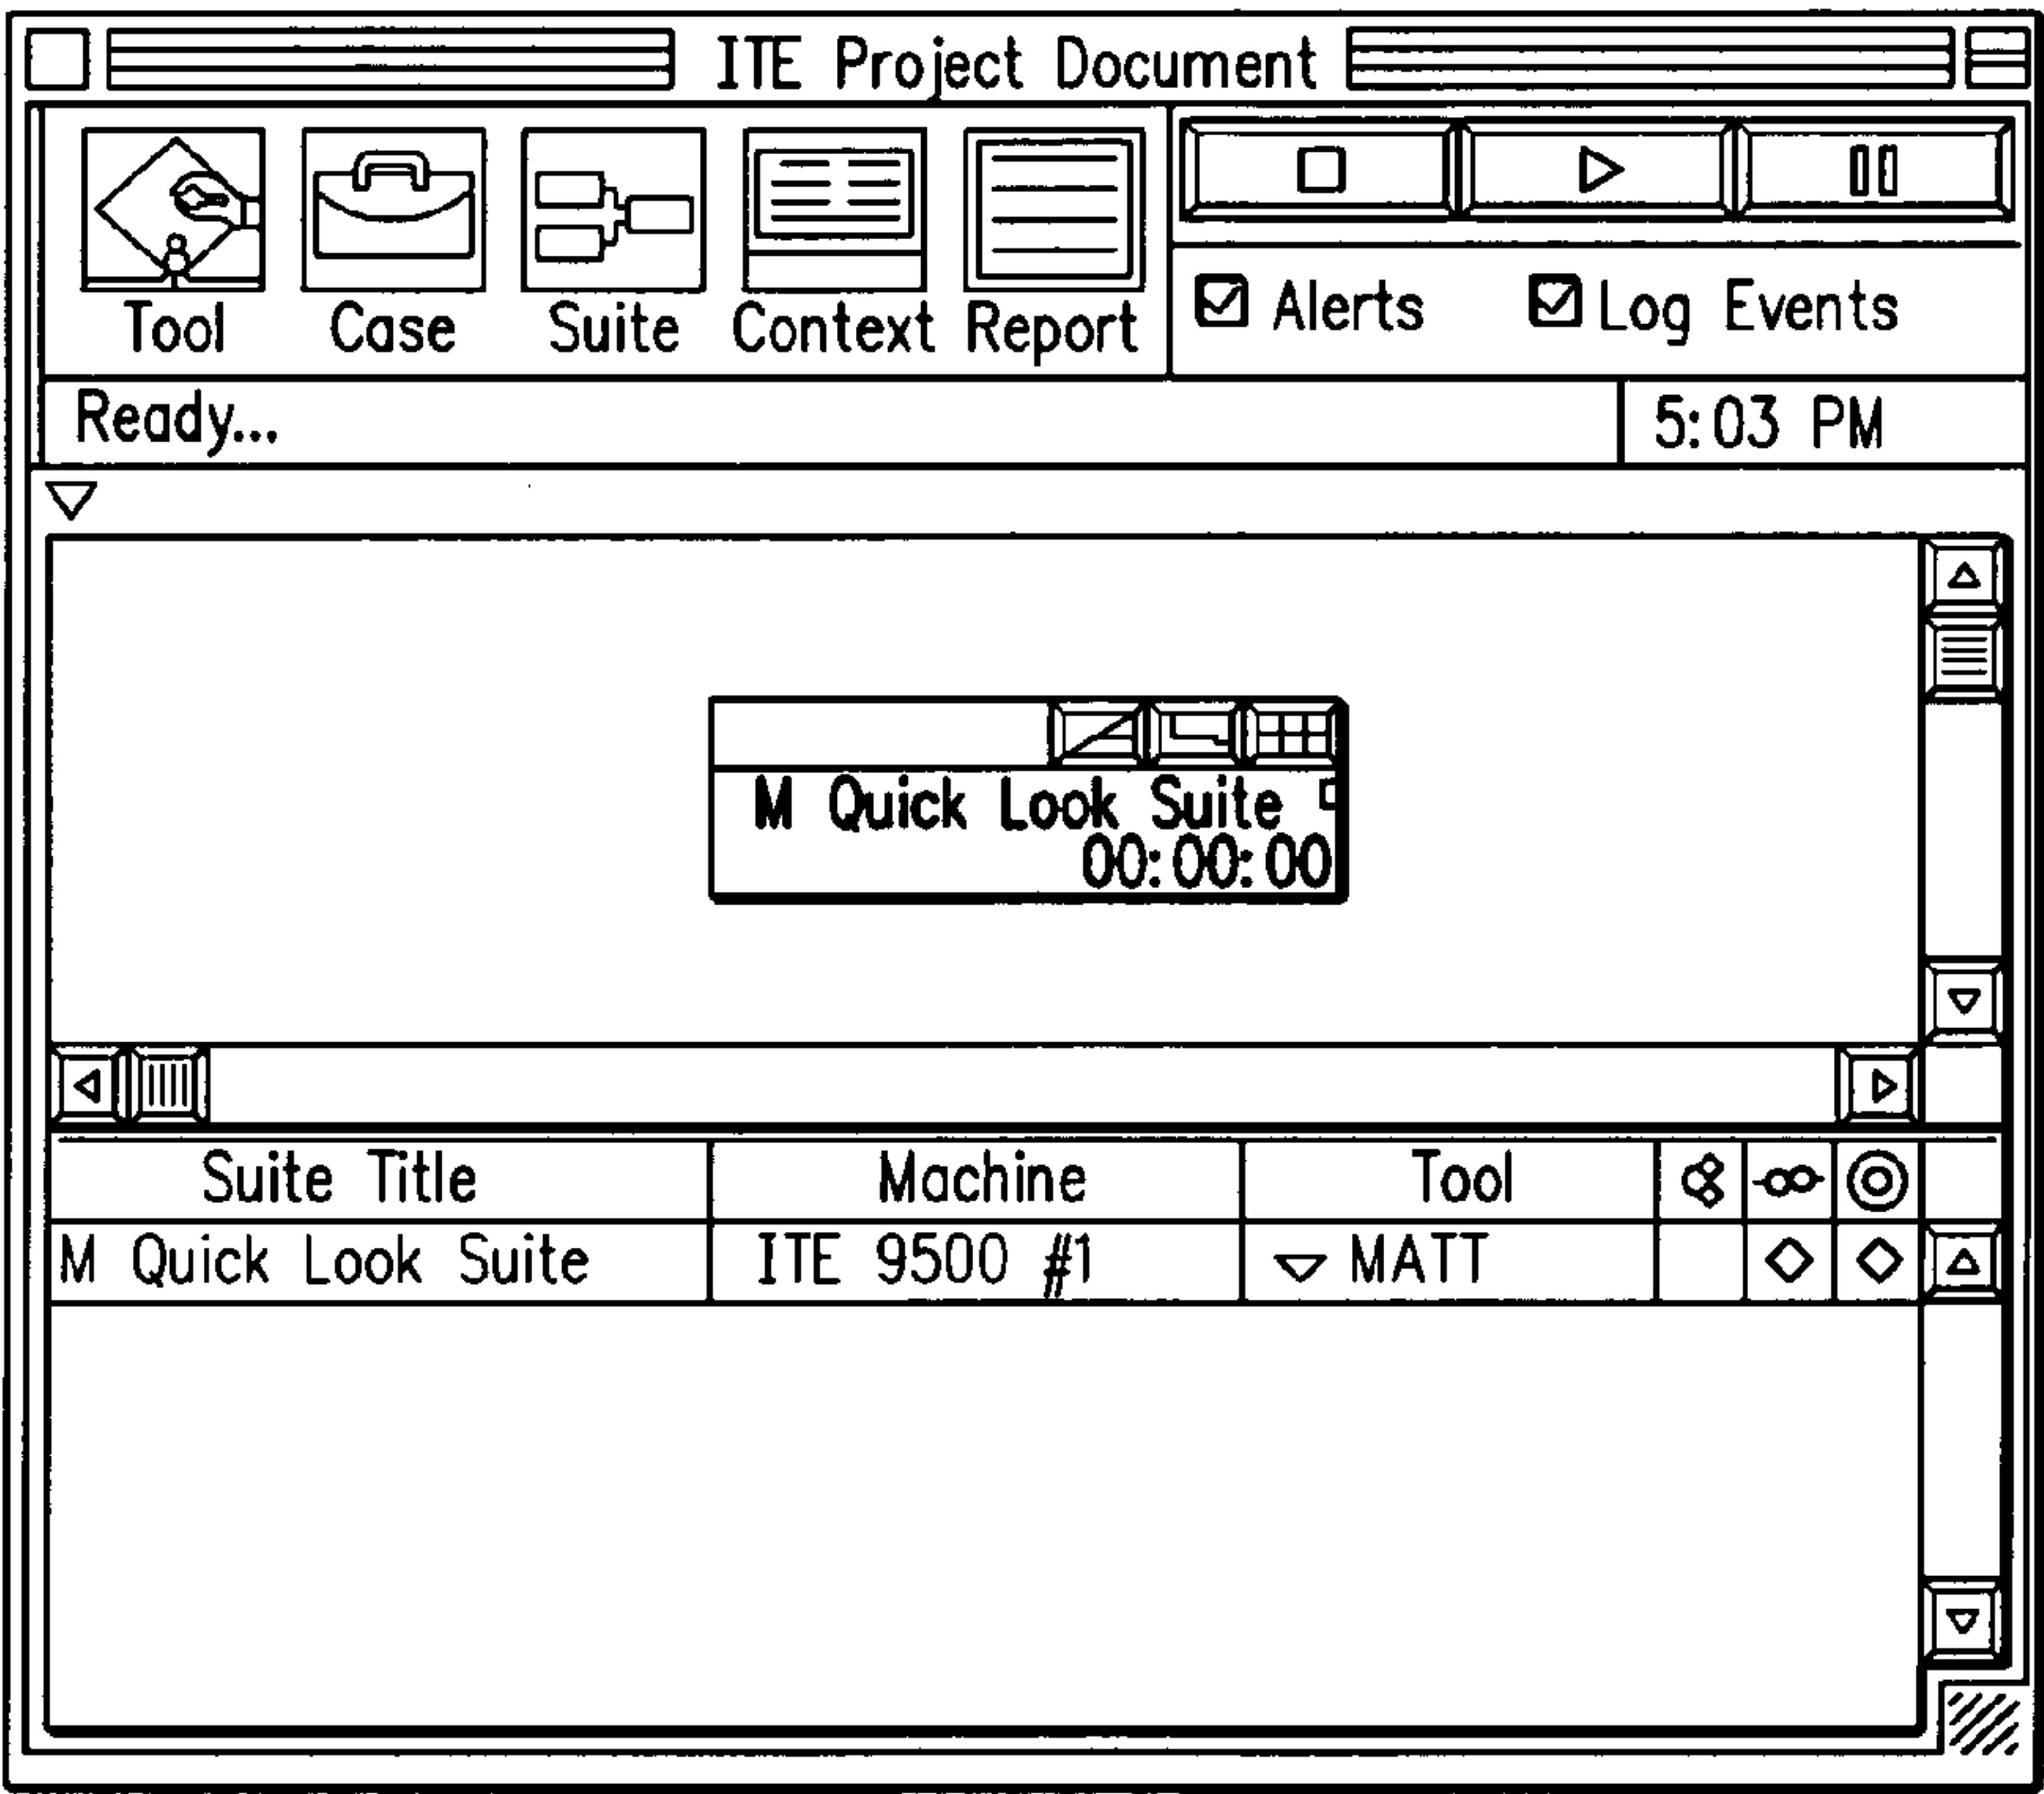 ITE Project Document
Tool Case Suite Context Report
Alerts Log Events
Ready... 5:03 PM
M Quick Look Suite
00:00:00
Suite Title Machine Tool
M Quick Look Suite ITE 9500 #1 MATT